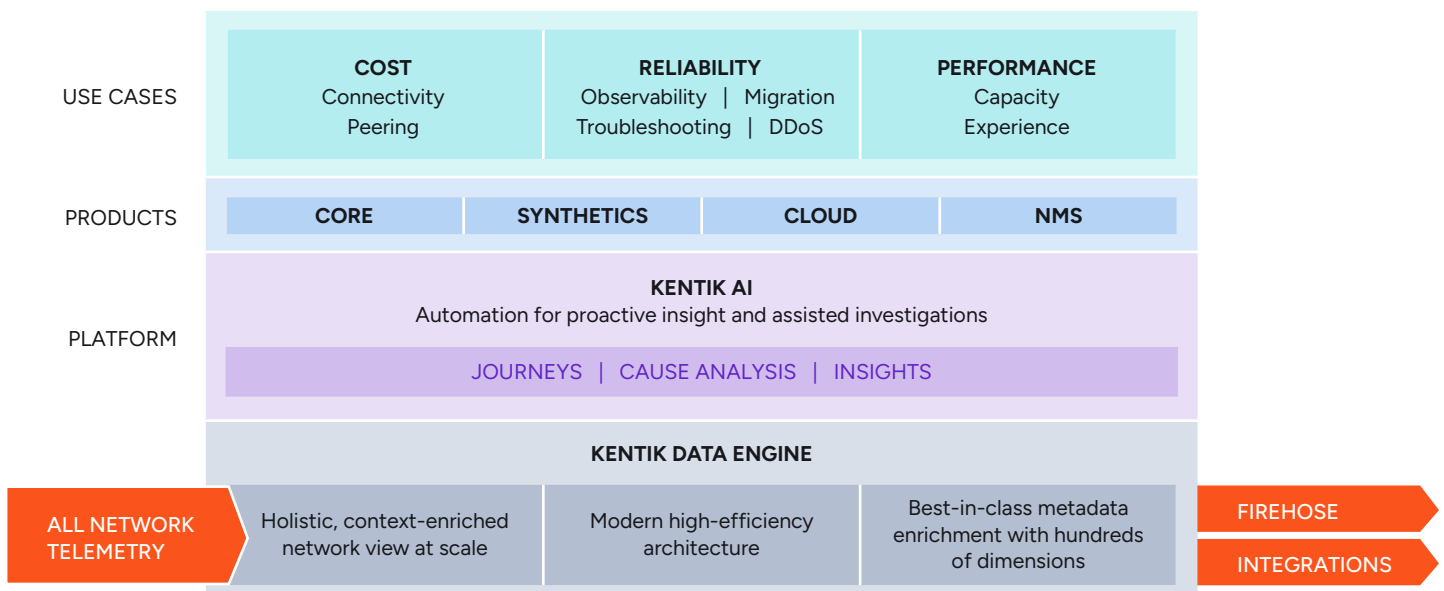 USE CASES
COST
Connectivity
Peering
RELIABILITY
Observability | Migration
Troubleshooting | DDoS
PERFORMANCE
Capacity
Experience
PRODUCTS
CORE
SYNTHETICS
CLOUD
NMS
PLATFORM
KENTIK AI
Automation for proactive insight and assisted investigations
JOURNEYS | CAUSE ANALYSIS | INSIGHTS
KENTIK DATA ENGINE
ALL NETWORK
TELEMETRY
Holistic, context-enriched
network view at scale
Modern high-efficiency
architecture
Best-in-class metadata
enrichment with hundreds
of dimensions
FIREHOSE
INTEGRATIONS